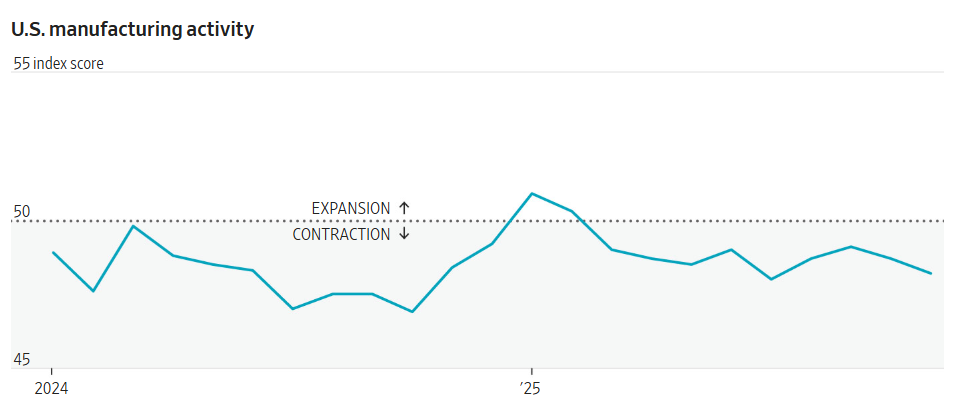 U.S. manufacturing activity
55 index score
50
EXPANSION ↑
CONTRACTION ↓
45
2024
’25